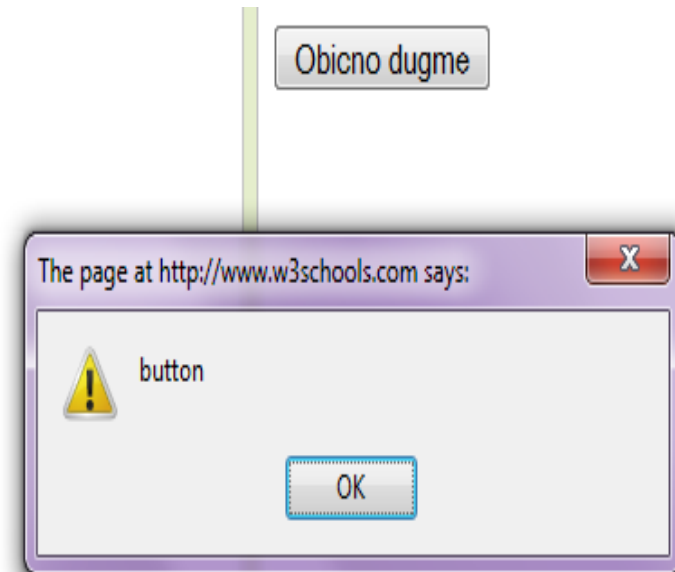 Obicno dugme
The page at http://www.w3schools.com says:
X
button
OK